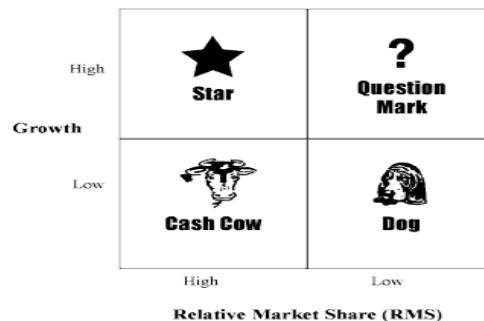 High
?
Star
Question
Mark
Growth
Low
Cash Cow
Dog
High
Low
Relative Market Share (RMS)